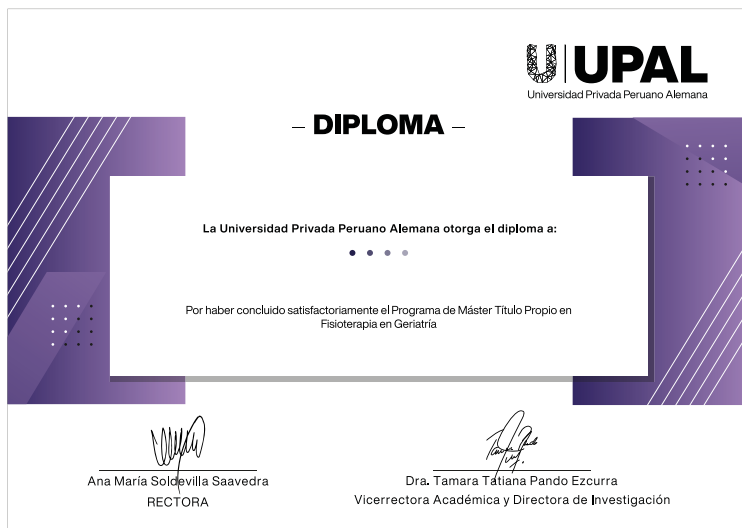 UPAL
Universidad Privada Peruano Alemana
– DIPLOMA –
La Universidad Privada Peruano Alemana otorga el diploma a:
Por haber concluido satisfactoriamente el Programa de Máster Título Propio en
Fisioterapia en Geriatría
Ana María Soldevilla Saavedra
RECTORA
Dra. Tamara Tatiana Pando Ezcurra
Vicerrectora Académica y Directora de Investigación